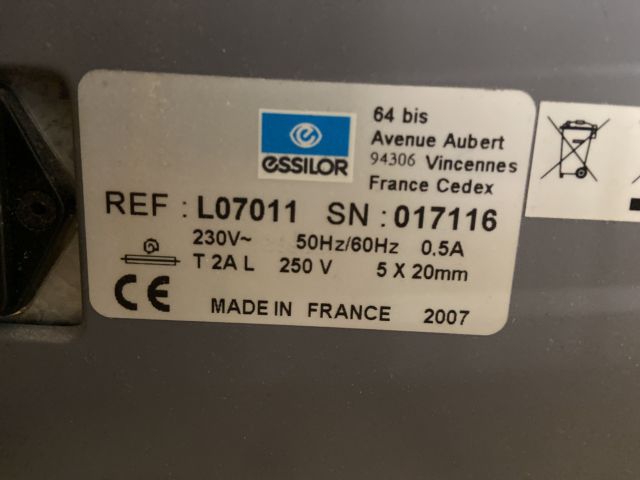 essilor
64 bis
Avenue Aubert
94306 Vincennes
France Cedex
REF : L07011 SN : 017116
230V~ 50Hz/60Hz 0.5A
T 2A L 250 V 5 X 20mm
CE MADE IN FRANCE 2007